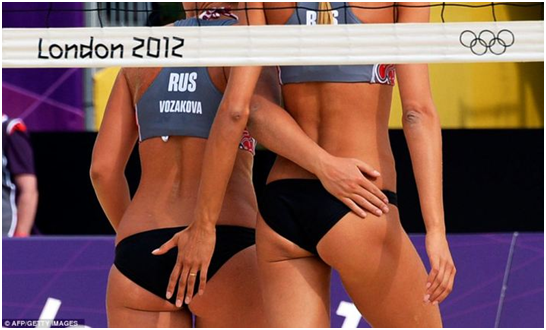 London 2012
RUS
RUS
VOZAKOVA
© AFP/GETTY IMAGES